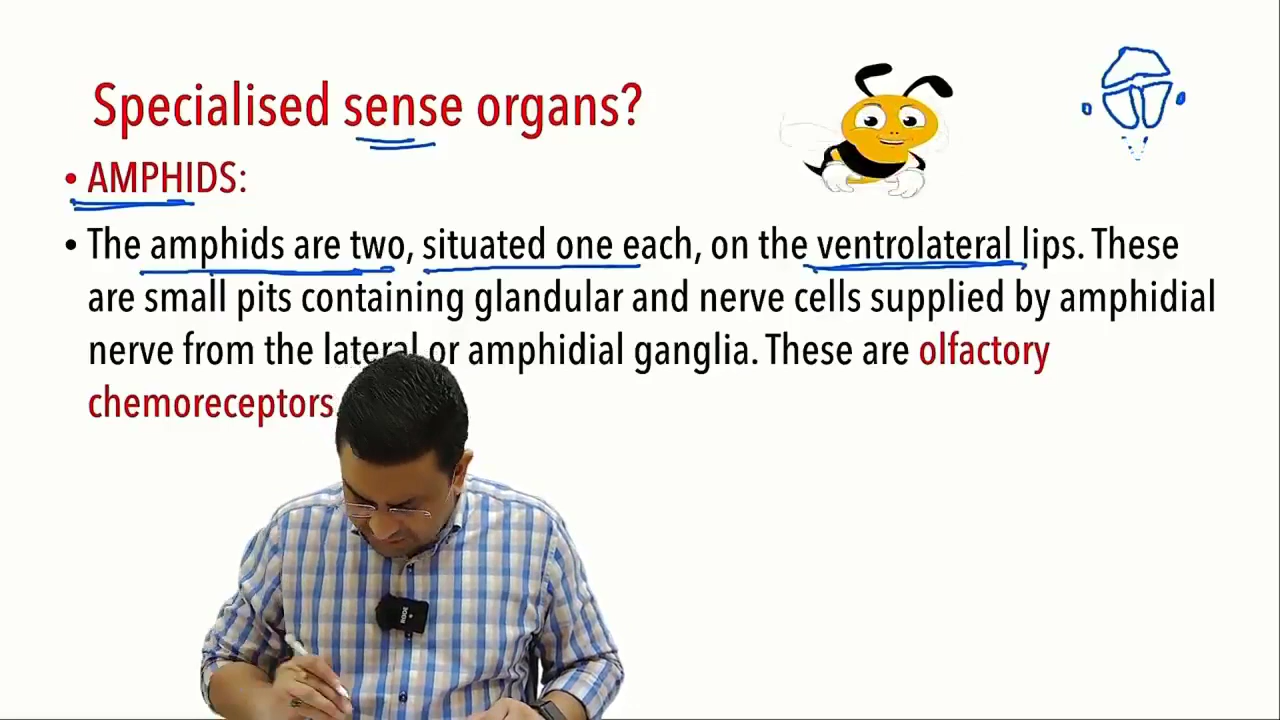 Specialised sense organs?
• AMPHIDS:
• The amphids are two, situated one each, on the ventrolateral lips. These
are small pits containing glandular and nerve cells supplied by amphidial
nerve from the lateral or amphidial ganglia. These are olfactory
chemoreceptors
RODE